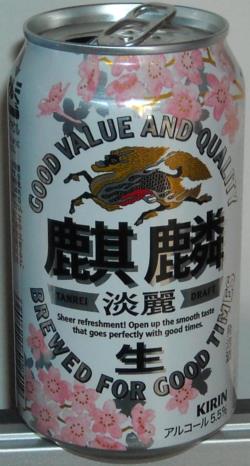 GOOD VALUE AND QUALITY
麒麟
TANREI 淡麗 DRAFT
Sheer refreshment! Open up the smooth taste
that goes perfectly with good times.
生
BREWED FOR GOOD TIMES
KIRIN
アルコール5.5%